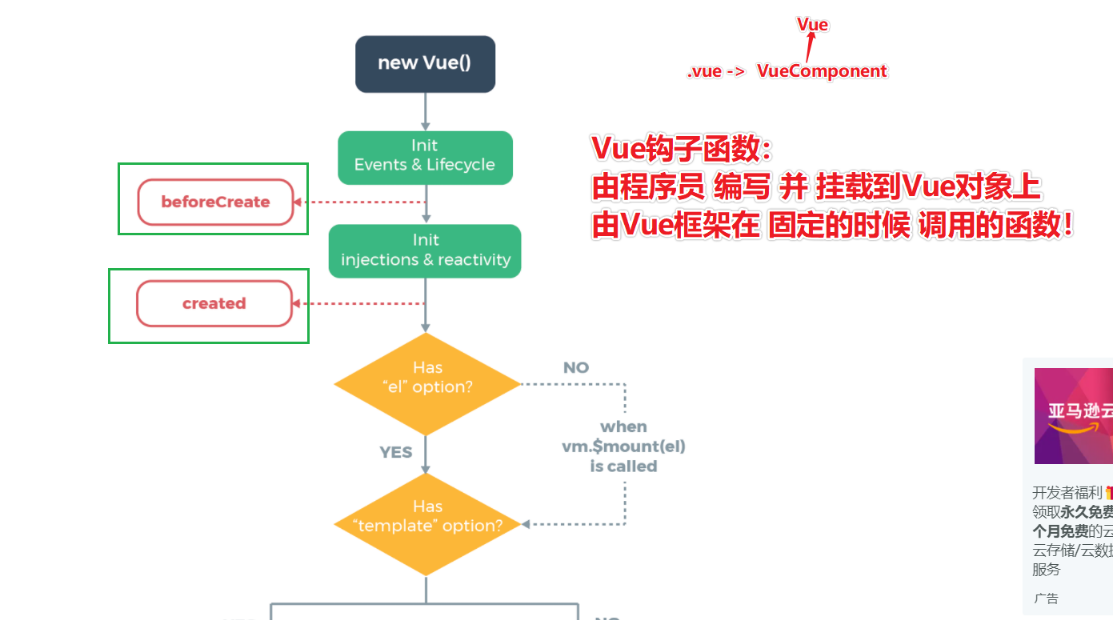 Vue
.vue -> VueComponent
new Vue()
Init
Events & Lifecycle
Vue钩子函数：
由程序员 编写 并 挂载到Vue对象上
由Vue框架在 固定的时候 调用的函数！
beforeCreate
Init
injections & reactivity
created
Has
“el” option?
NO
when
vm.$mount(el)
is called
YES
Has
“template” option?
亚马逊云
开发者福利
领取永久免费
个月免费的云
云存储/云数据
服务
广告